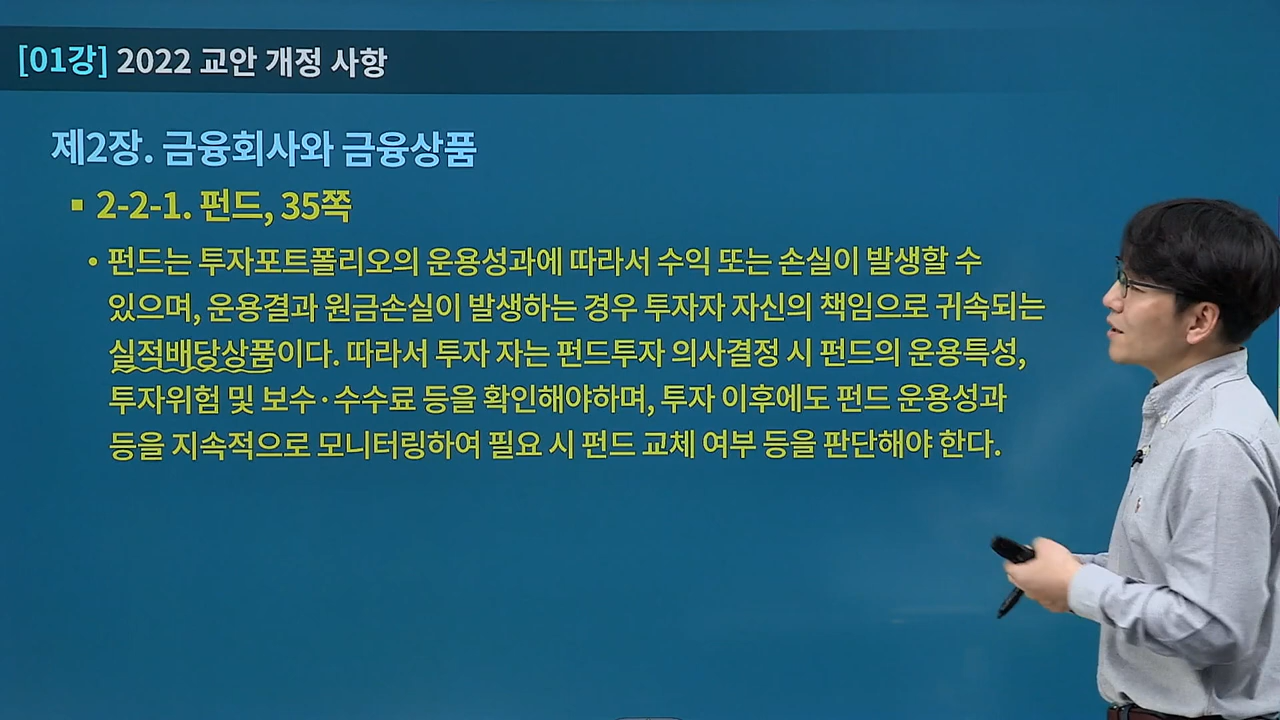 [01강] 2022 교안 개정 사항
제2장. 금융회사와 금융상품
▪ 2-2-1. 펀드, 35쪽
• 펀드는 투자포트폴리오의 운용성과에 따라서 수익 또는 손실이 발생할 수
있으며, 운용결과 원금손실이 발생하는 경우 투자자 자신의 책임으로 귀속되는
실적배당상품이다. 따라서 투자 자는 펀드투자 의사결정 시 펀드의 운용특성,
투자위험 및 보수·수수료 등을 확인해야하며, 투자 이후에도 펀드 운용성과
등을 지속적으로 모니터링하여 필요 시 펀드 교체 여부 등을 판단해야 한다.